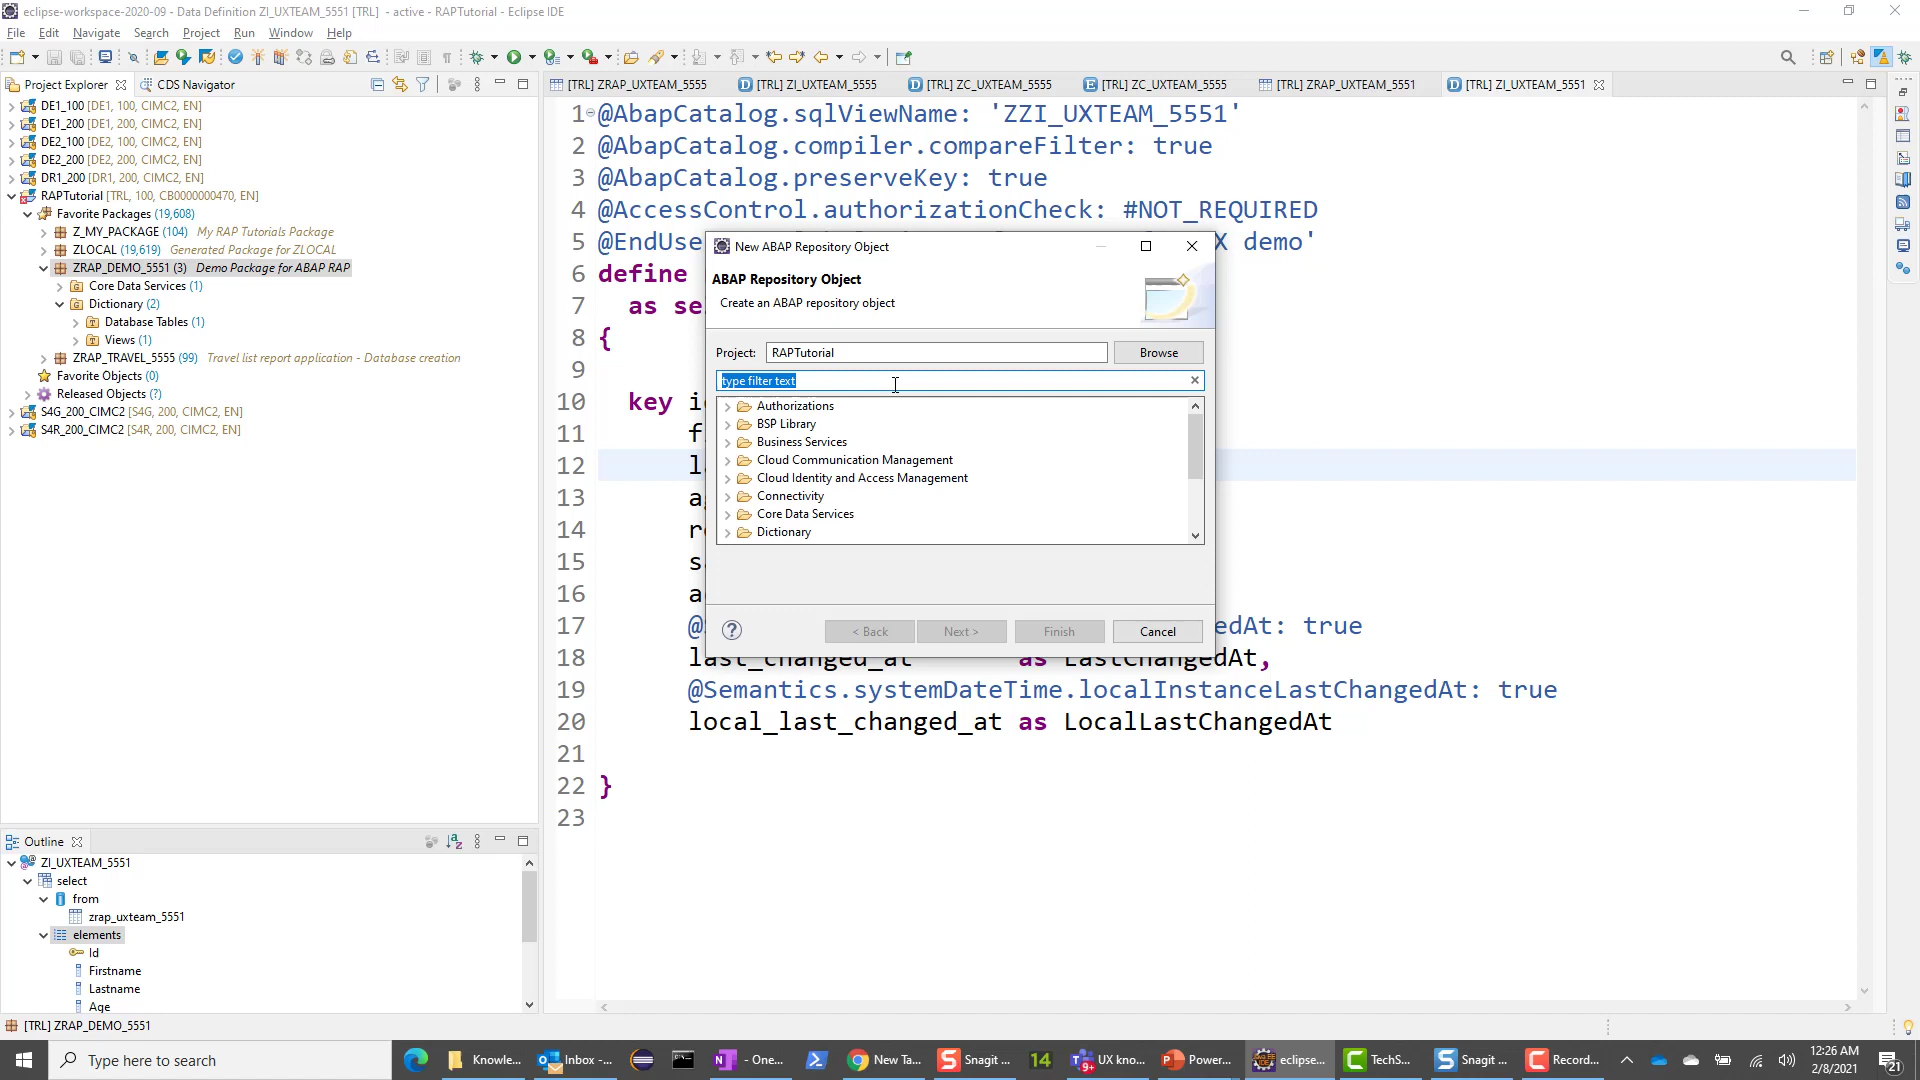 eclipse-workspace-2020-09 - Data Definition ZI_UXTEAM_5551 [TRL] - active - RAPTutorial - Eclipse IDE
File Edit Navigate Search Project Run Window Help
Project Explorer CDS Navigator
[TRL] ZRAP_UXTEAM_5555 [TRL] ZI_UXTEAM_5555 [TRL] ZC_UXTEAM_5555 [TRL] ZC_UXTEAM_5555 [TRL] ZRAP_UXTEAM_5551 [TRL] ZI_UXTEAM_5551
DE1_100 [DE1, 100, CIMC2, EN]
DE1_200 [DE1, 200, CIMC2, EN]
DE2_100 [DE2, 100, CIMC2, EN]
DE2_200 [DE2, 200, CIMC2, EN]
DR1_200 [DR1, 200, CIMC2, EN]
RAPTutorial [TRL, 100, CB0000000470, EN]
Favorite Packages (19,608)
Z_MY_PACKAGE (104) My RAP Tutorials Package
ZLOCAL (19,619) Generated Package for ZLOCAL
ZRAP_DEMO_5551 (3) Demo Package for ABAP RAP
Core Data Services (1)
Dictionary (2)
Database Tables (1)
Views (1)
ZRAP_TRAVEL_5555 (99) Travel list report application - Database creation
Favorite Objects (0)
Released Objects (?)
S4G_200_CIMC2 [S4G, 200, CIMC2, EN]
S4R_200_CIMC2 [S4R, 200, CIMC2, EN]
1 @AbapCatalog.sqlViewName: 'ZZI_UXTEAM_5551'
2 @AbapCatalog.compiler.compareFilter: true
3 @AbapCatalog.preserveKey: true
4 @AccessControl.authorizationCheck: #NOT_REQUIRED
5 @EndUse X demo'
6 define
7 as se
8 {
9
10 key i
11 f
12 l
13 a
14 r
15 s
16 a
17 @ edAt: true
18 last_changed_at as LastChangedAt,
19 @Semantics.systemDateTime.localInstanceLastChangedAt: true
20 local_last_changed_at as LocalLastChangedAt
21
22 }
23
New ABAP Repository Object
ABAP Repository Object
Create an ABAP repository object
Project: RAPTutorial Browse
type filter text
Authorizations
BSP Library
Business Services
Cloud Communication Management
Cloud Identity and Access Management
Connectivity
Core Data Services
Dictionary
? < Back Next > Finish Cancel
Outline
ZI_UXTEAM_5551
select
from
zrap_uxteam_5551
elements
Id
Firstname
Lastname
Age
[TRL] ZRAP_DEMO_5551
Type here to search
Knowle...
Inbox -...
- One...
New Ta...
Snagit ...
14
UX kno...
9+
Power...
eclipse...
TechS...
Snagit ...
Record...
12:26 AM
2/8/2021
21